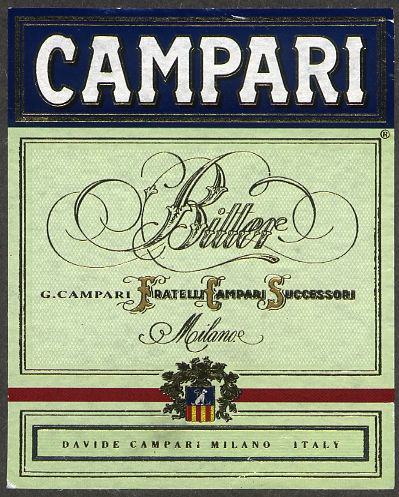 CAMPARI
®
Bitter
G. CAMPARI FRATELLI CAMPARI SUCCESSORI
Milano
DAVIDE CAMPARI MILANO ITALY